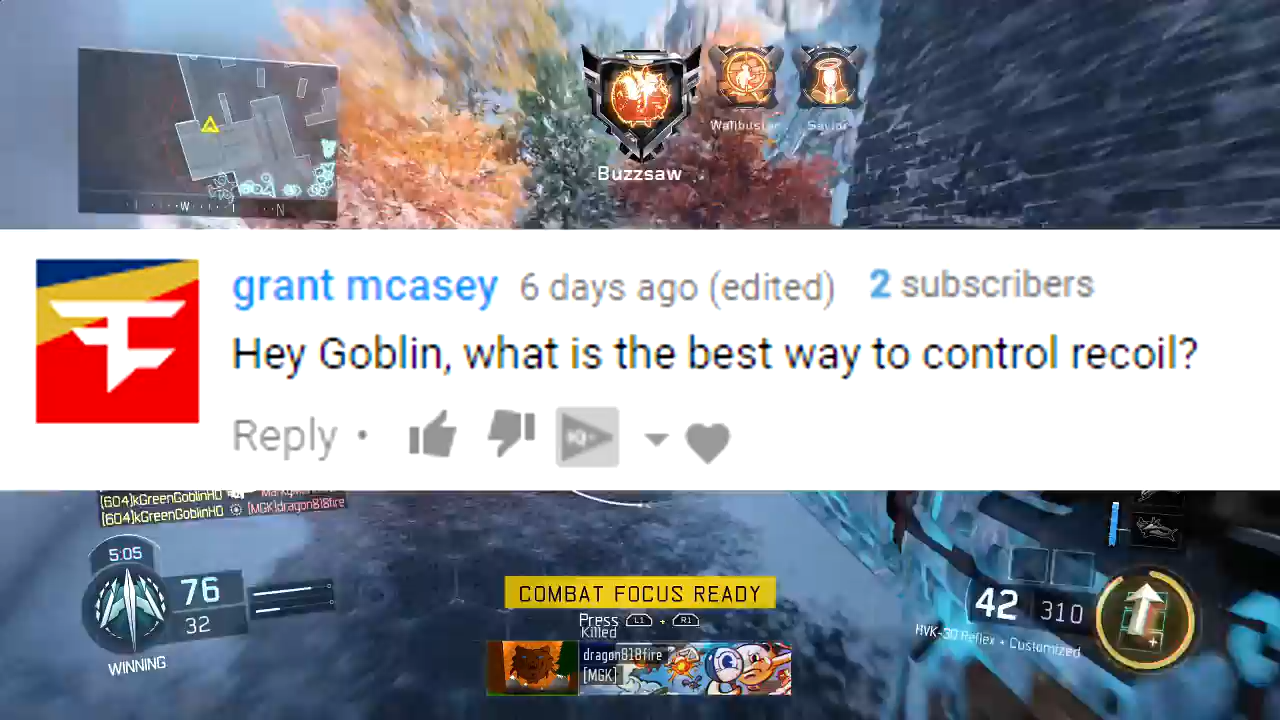 Wallbuster
Savior
Buzzsaw
W
N
grant mcasey 6 days ago (edited) 2 subscribers
Hey Goblin, what is the best way to control recoil?
Reply •
[604]kGreenGoblinHD
[604]kGreenGoblinHD [MGK]dragon818fire
5:05
76
32
WINNING
COMBAT FOCUS READY
Press L1 + R1
Killed
dragon818fire
[MGK]
42 310
HVK-30 Reflex + Customized